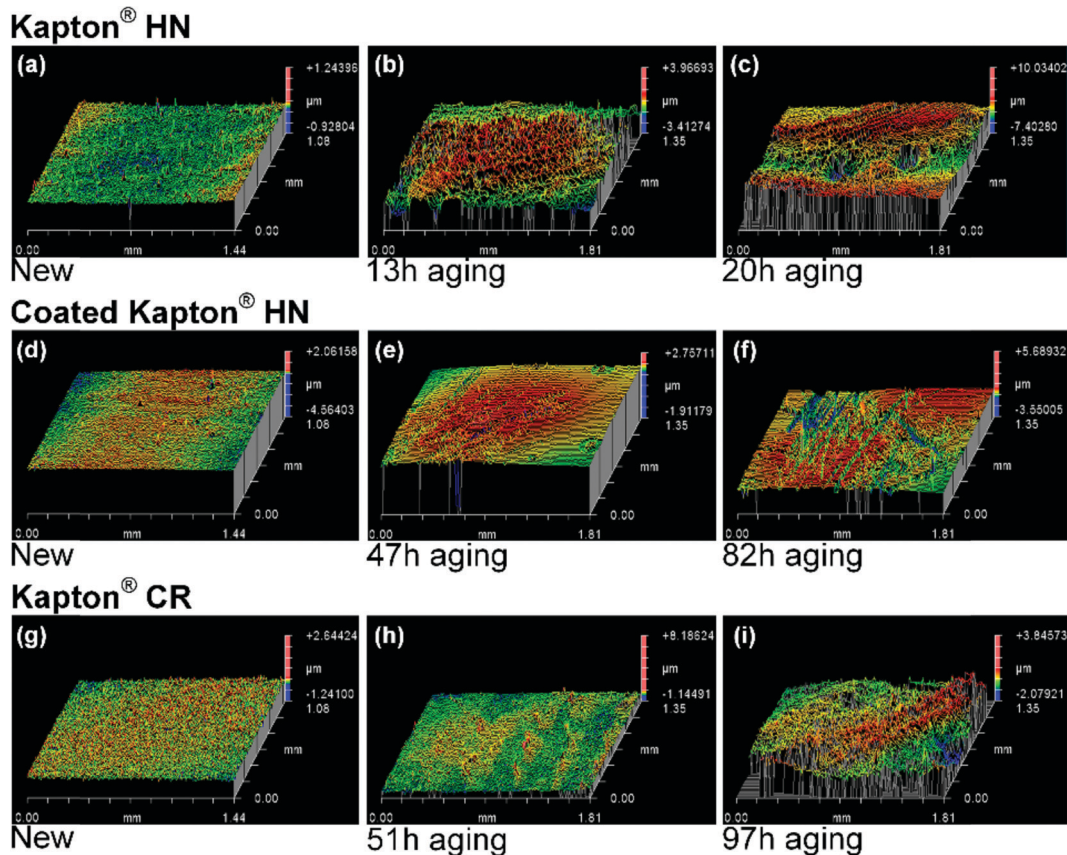 Kapton® HN
(a)
+1.24396
µm
-0.92804
1.08
mm
0.00
0.00
mm
1.44
New
(b)
+3.96693
µm
-3.41274
1.35
mm
0.00
0.00
mm
1.81
13h aging
(c)
+10.03402
µm
-7.40280
1.35
mm
0.00
0.00
mm
1.81
20h aging
Coated Kapton® HN
(d)
+2.06158
µm
-4.56403
1.08
mm
0.00
0.00
mm
1.44
New
(e)
+2.75711
µm
-1.91179
1.35
mm
0.00
0.00
mm
1.81
47h aging
(f)
+5.68932
µm
-3.55005
1.35
mm
0.00
0.00
mm
1.81
82h aging
Kapton® CR
(g)
+2.64424
µm
-1.24100
1.08
mm
0.00
0.00
mm
1.44
New
(h)
+8.18624
µm
-1.14491
1.35
mm
0.00
0.00
mm
1.81
51h aging
(i)
+3.84573
µm
-2.07921
1.35
mm
0.00
0.00
mm
1.81
97h aging